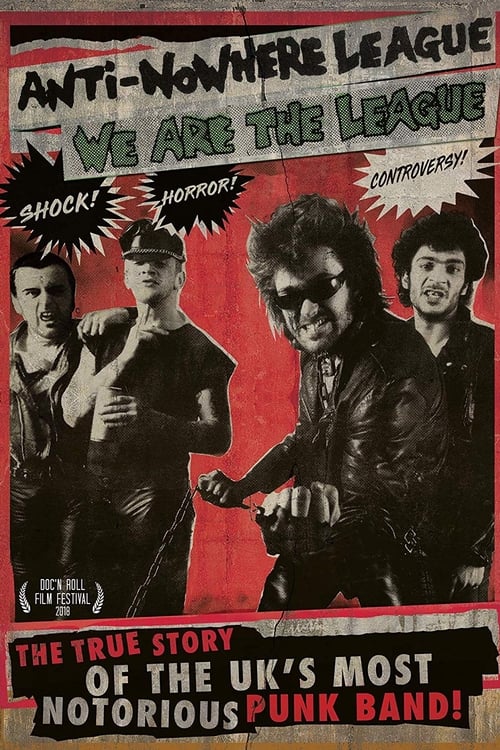 ANTI-NOWHERE LEAGUE
WE ARE THE LEAGUE
SHOCK!
HORROR!
CONTROVERSY!
DOC'N ROLL
FILM FESTIVAL
2018
THE TRUE STORY
OF THE UK'S MOST
NOTORIOUS PUNK BAND!